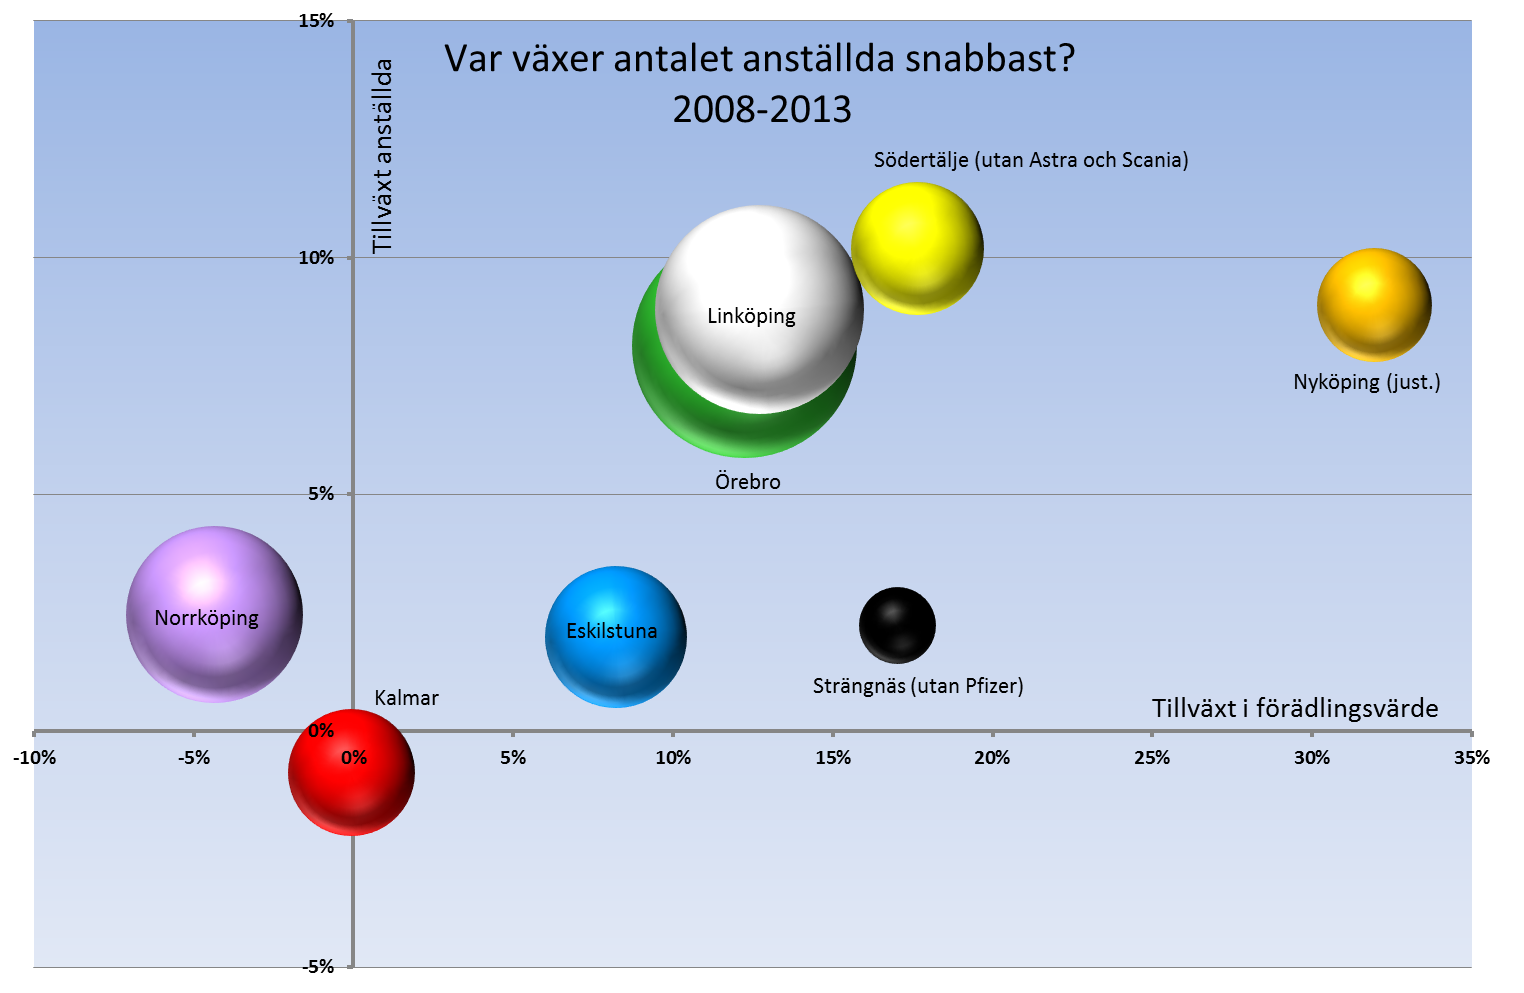 15%
Var växer antalet anställda snabbast?
2008-2013
Tillväxt anställda
Södertälje (utan Astra och Scania)
10%
Linköping
Nyköping (just.)
Örebro
5%
Norrköping
Eskilstuna
Strängnäs (utan Pfizer)
Kalmar
Tillväxt i förädlingsvärde
0%
-10% -5% 0% 5% 10% 15% 20% 25% 30% 35%
-5%